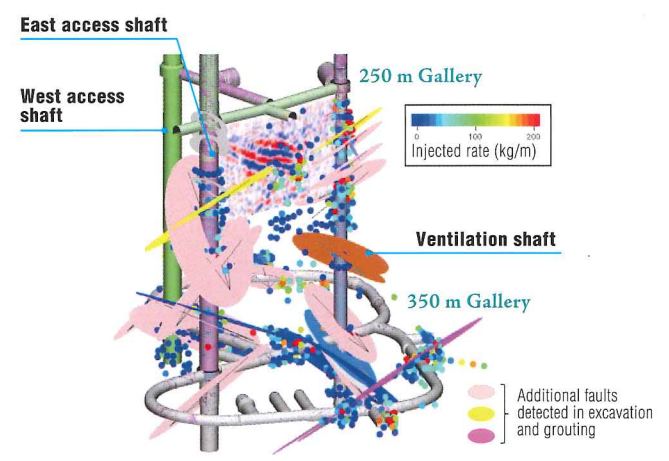 East access shaft
West access
shaft
250 m Gallery
0 100 200
Injected rate (kg/m)
Ventilation shaft
350 m Gallery
Additional faults
detected in excavation
and grouting